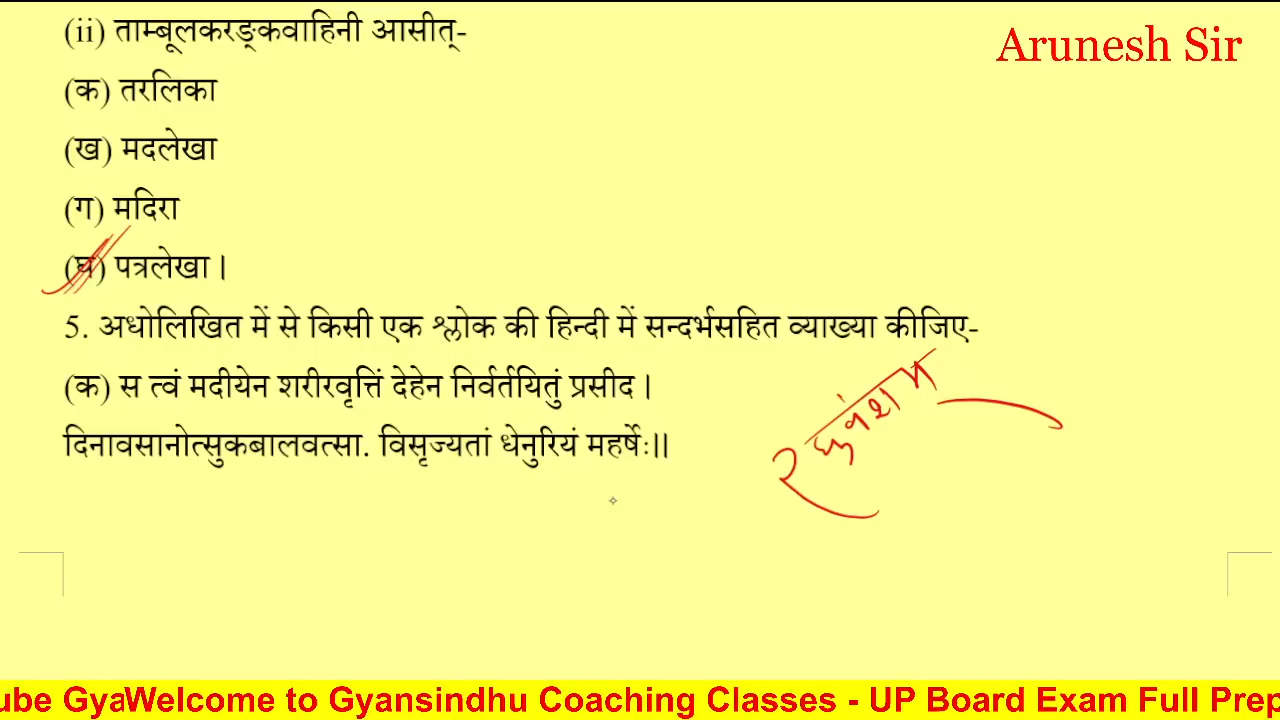 (ii) ताम्बूलकरङ्कवाहिनी आसीत्-
Arunesh Sir
(क) तरलिका
(ख) मदलेखा
(ग) मदिरा
(घ) पत्रलेखा।
5. अधोलिखित में से किसी एक श्लोक की हिन्दी में सन्दर्भसहित व्याख्या कीजिए-
(क) स त्वं मदीयेन शरीरवृत्तिं देहेन निर्वर्तयितुं प्रसीद।
दिनावसानोत्सुकबालवत्सा. विसृज्यतां धेनुरियं महर्षेः॥
रघुवंशम
ube GyaWelcome to Gyansindhu Coaching Classes - UP Board Exam Full Prep